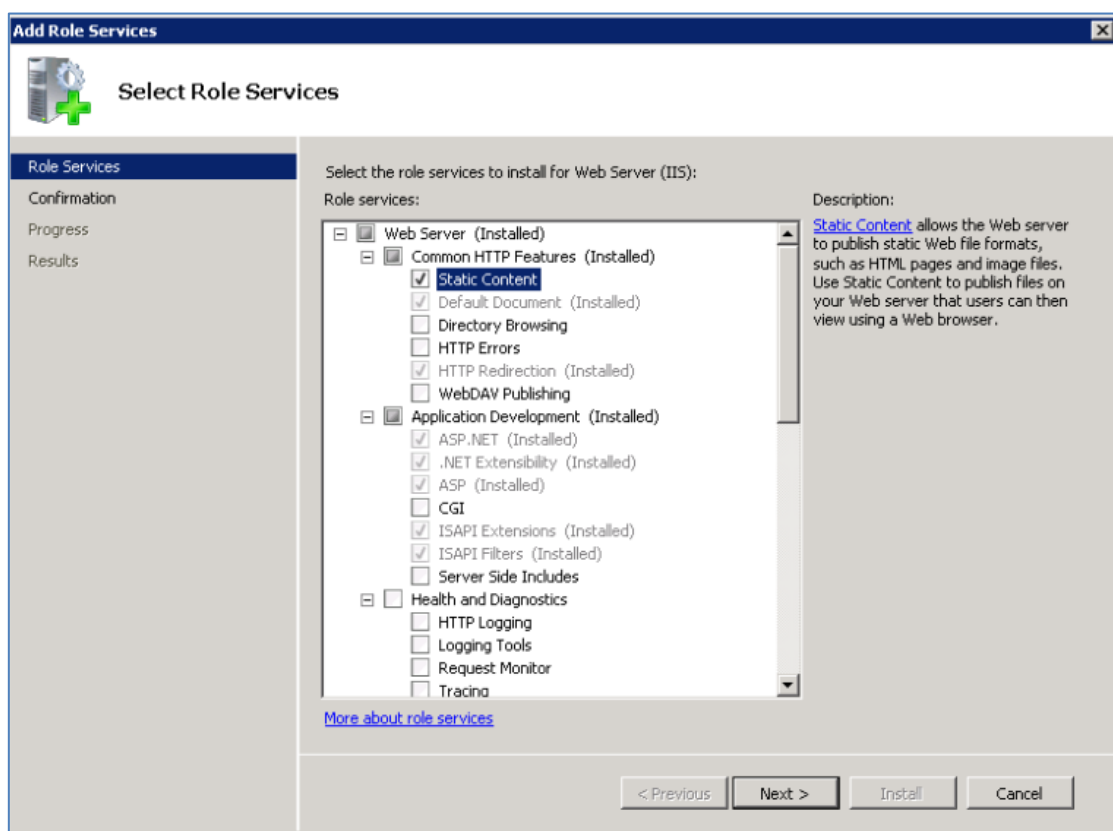 Add Role Services
Select Role Services
Role Services
Confirmation
Progress
Results
Select the role services to install for Web Server (IIS):
Role services:
Web Server (Installed)
Common HTTP Features (Installed)
Static Content
Default Document (Installed)
Directory Browsing
HTTP Errors
HTTP Redirection (Installed)
WebDAV Publishing
Application Development (Installed)
ASP.NET (Installed)
.NET Extensibility (Installed)
ASP (Installed)
CGI
ISAPI Extensions (Installed)
ISAPI Filters (Installed)
Server Side Includes
Health and Diagnostics
HTTP Logging
Logging Tools
Request Monitor
Tracing
More about role services
Description:
Static Content allows the Web server
to publish static Web file formats,
such as HTML pages and image files.
Use Static Content to publish files on
your Web server that users can then
view using a Web browser.
< Previous
Next >
Install
Cancel